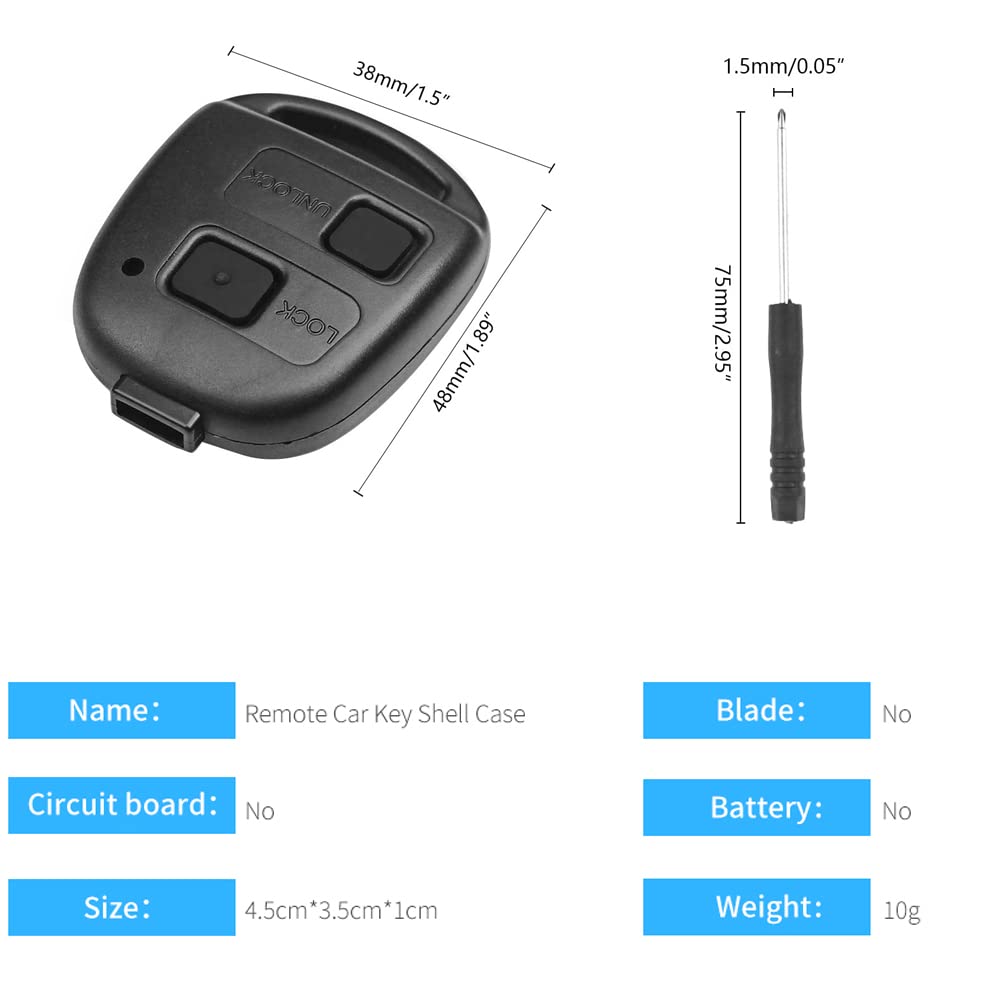 38mm/1.5”
1.5mm/0.05”
UNLOCK
LOCK
48mm/1.89”
75mm/2.95”
Name:
Remote Car Key Shell Case
Blade:
No
Circuit board:
No
Battery:
No
Size:
4.5cm*3.5cm*1cm
Weight:
10g